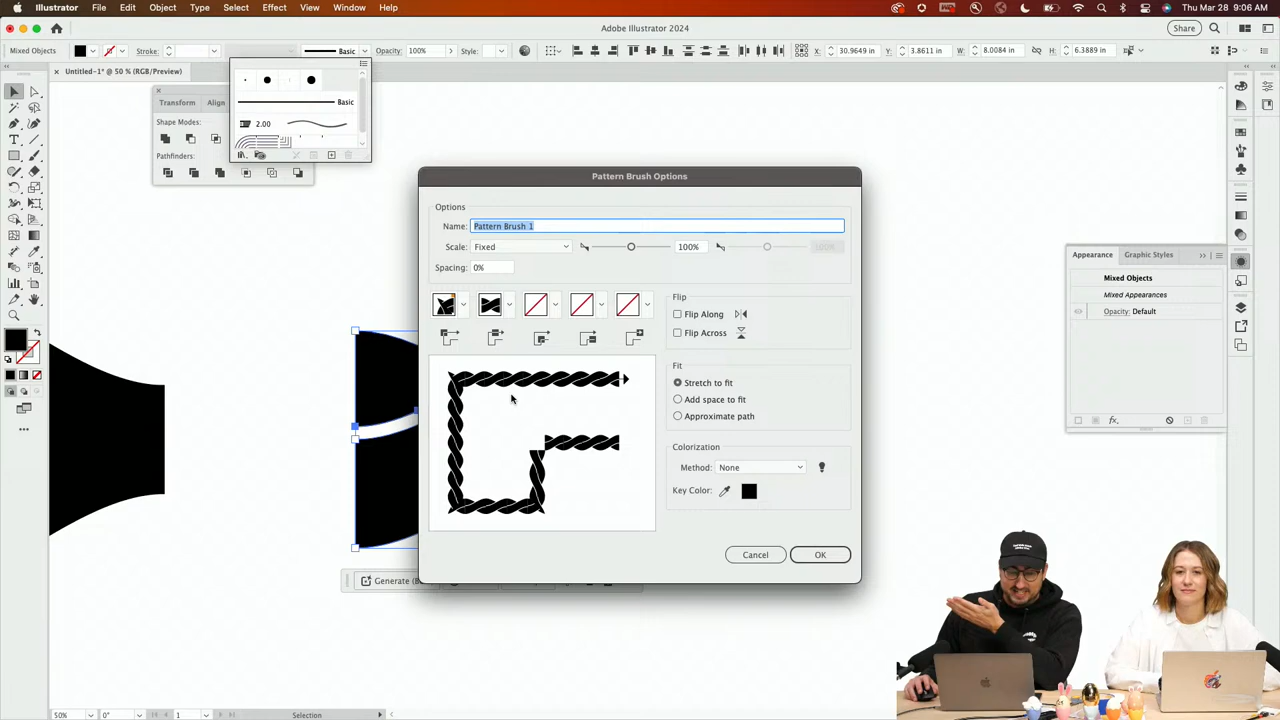 Illustrator File Edit Object Type Select Effect View Window Help Thu Mar 28 9:06 AM
Adobe Illustrator 2024
Share
Mixed Objects Stroke: Basic Opacity: 100% Style: X: 30.9649 in Y: 3.8611 in W: 8.0084 in H: 6.3889 in
× Untitled-1* @ 50 % (RGB/Preview)
Transform Align
Shape Modes:
Pathfinders:
Basic
2.00
Pattern Brush Options
Options
Name: Pattern Brush 1
Scale: Fixed 100% 100%
Spacing: 0%
Flip
Flip Along
Flip Across
Fit
Stretch to fit
Add space to fit
Approximate path
Colorization
Method: None
Key Color:
Cancel OK
Appearance Graphic Styles
Mixed Objects
Mixed Appearances
Opacity: Default
fx
50% 0° 1 Selection